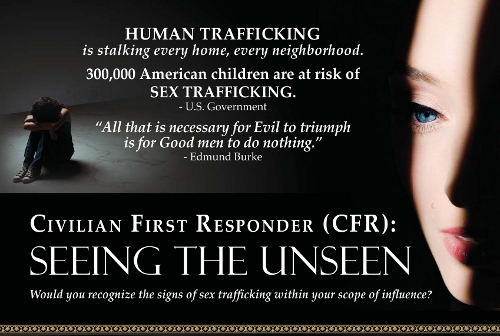 HUMAN TRAFFICKING
is stalking every home, every neighborhood.
300,000 American children are at risk of
SEX TRAFFICKING.
- U.S. Government
“All that is necessary for Evil to triumph
is for Good men to do nothing.”
- Edmund Burke
CIVILIAN FIRST RESPONDER (CFR):
SEEING THE UNSEEN
Would you recognize the signs of sex trafficking within your scope of influence?